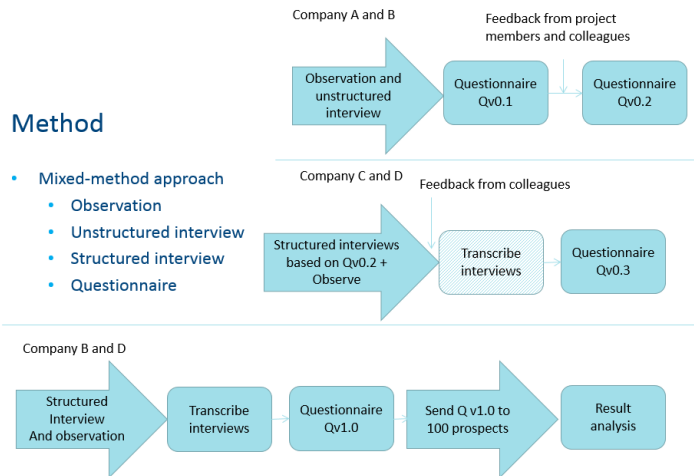 Company A and B
Feedback from project
members and colleagues
Observation and
unstructured
interview
Questionnaire
Qv0.1
Questionnaire
Qv0.2
Method
• Mixed-method approach
• Observation
• Unstructured interview
• Structured interview
• Questionnaire
Company C and D
Feedback from colleagues
Structured interviews
based on Qv0.2 +
Observe
Transcribe
interviews
Questionnaire
Qv0.3
Company B and D
Structured
Interview
And observation
Transcribe
interviews
Questionnaire
Qv1.0
Send Q v1.0 to
100 prospects
Result
analysis